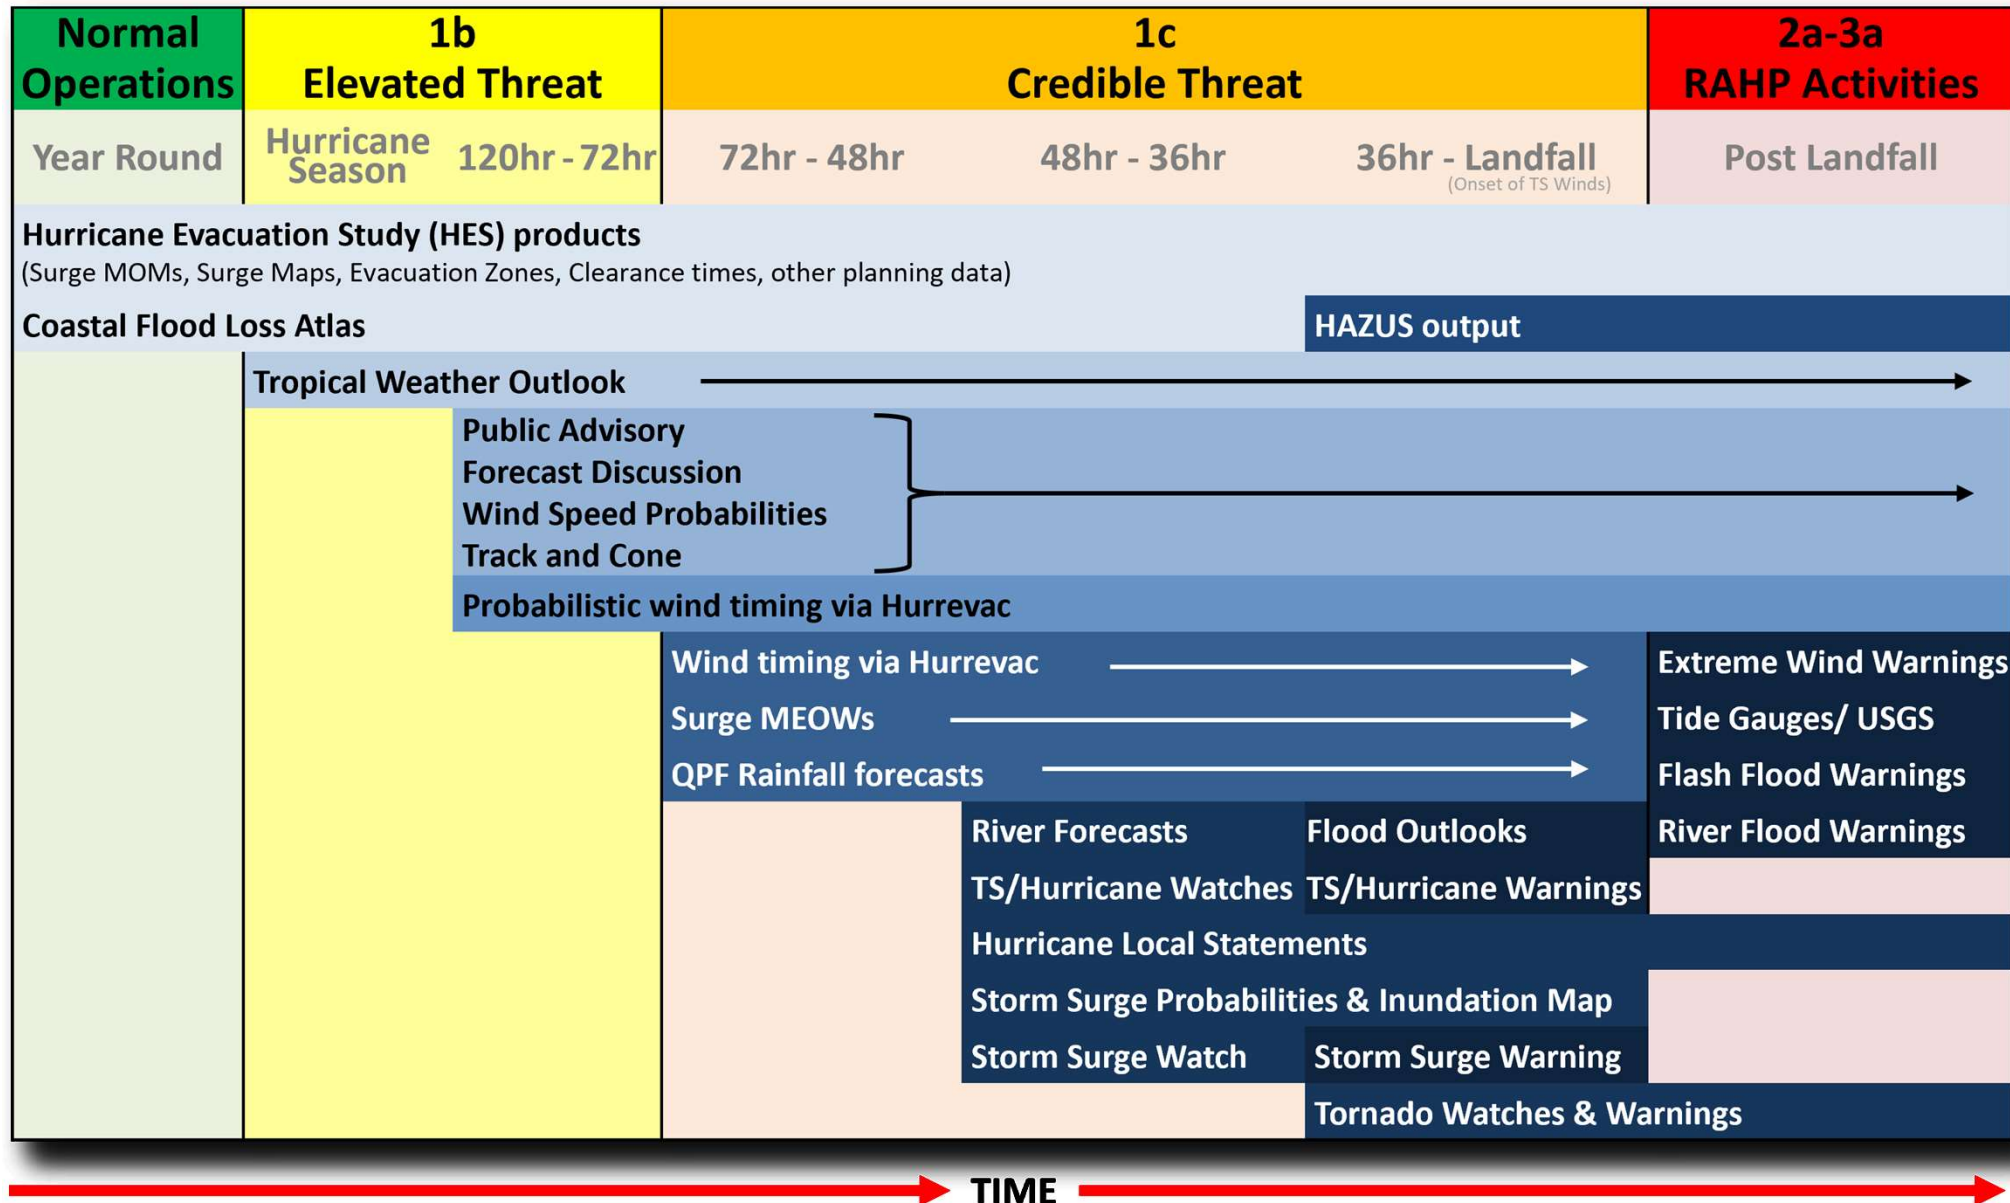 Normal
Operations
1b
Elevated Threat
1c
Credible Threat
2a-3a
RAHP Activities
Year Round
Hurricane
Season
120hr - 72hr
72hr - 48hr
48hr - 36hr
36hr - Landfall
(Onset of TS Winds)
Post Landfall
Hurricane Evacuation Study (HES) products
(Surge MOMs, Surge Maps, Evacuation Zones, Clearance times, other planning data)
Coastal Flood Loss Atlas
HAZUS output
Tropical Weather Outlook
Public Advisory
Forecast Discussion
Wind Speed Probabilities
Track and Cone
Probabilistic wind timing via Hurrevac
Wind timing via Hurrevac
Extreme Wind Warnings
Surge MEOWs
Tide Gauges/ USGS
QPF Rainfall forecasts
Flash Flood Warnings
River Forecasts
Flood Outlooks
River Flood Warnings
TS/Hurricane Watches
TS/Hurricane Warnings
Hurricane Local Statements
Storm Surge Probabilities & Inundation Map
Storm Surge Watch
Storm Surge Warning
Tornado Watches & Warnings
TIME